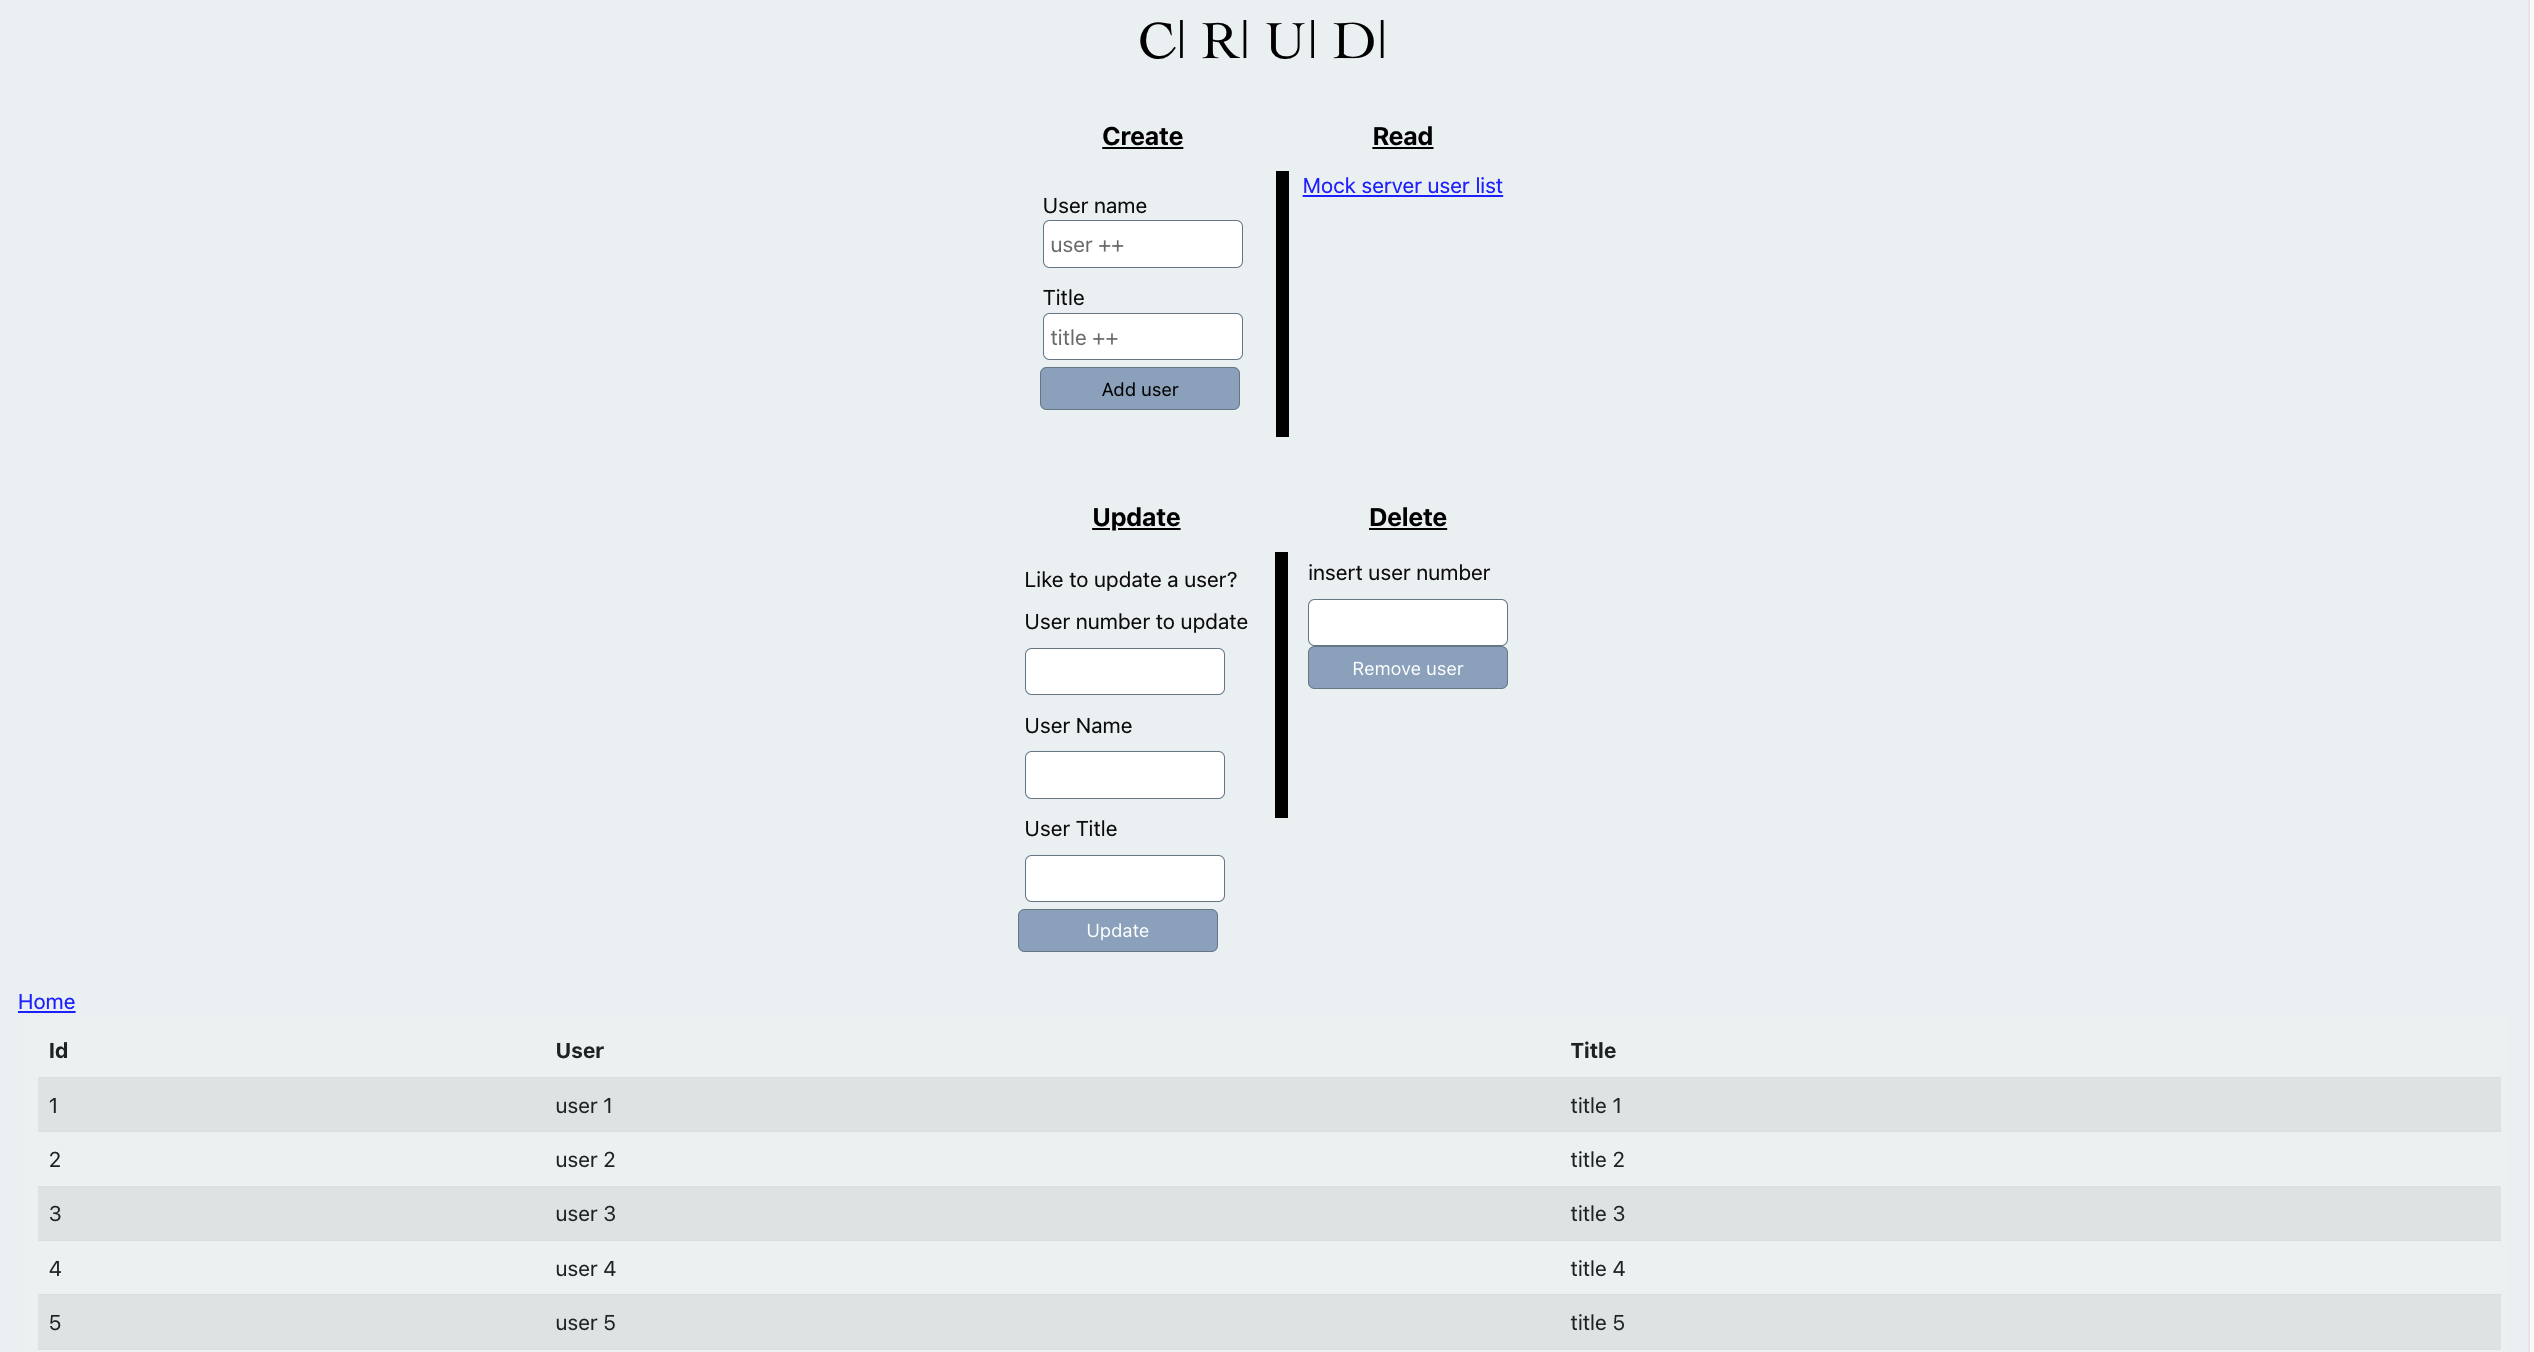 C| R| U| D|
Create
User name
user ++
Title
title ++
Add user
Read
Mock server user list
Update
Like to update a user?
User number to update
User Name
User Title
Update
Delete
insert user number
Remove user
Home
Id User Title
1 user 1 title 1
2 user 2 title 2
3 user 3 title 3
4 user 4 title 4
5 user 5 title 5